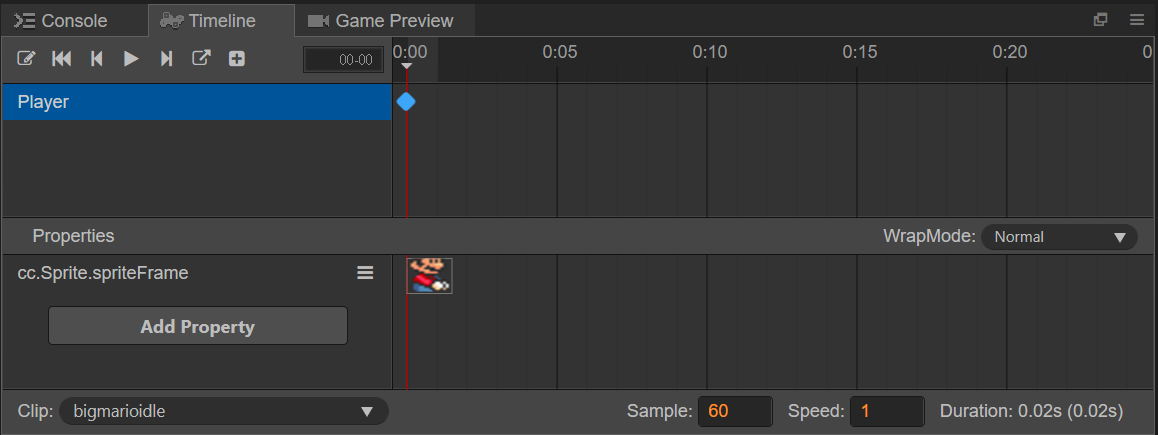 Console Timeline Game Preview
00-00 0:00 0:05 0:10 0:15 0:20 0
Player
Properties WrapMode: Normal
cc.Sprite.spriteFrame
Add Property
Clip: bigmarioidle Sample: 60 Speed: 1 Duration: 0.02s (0.02s)